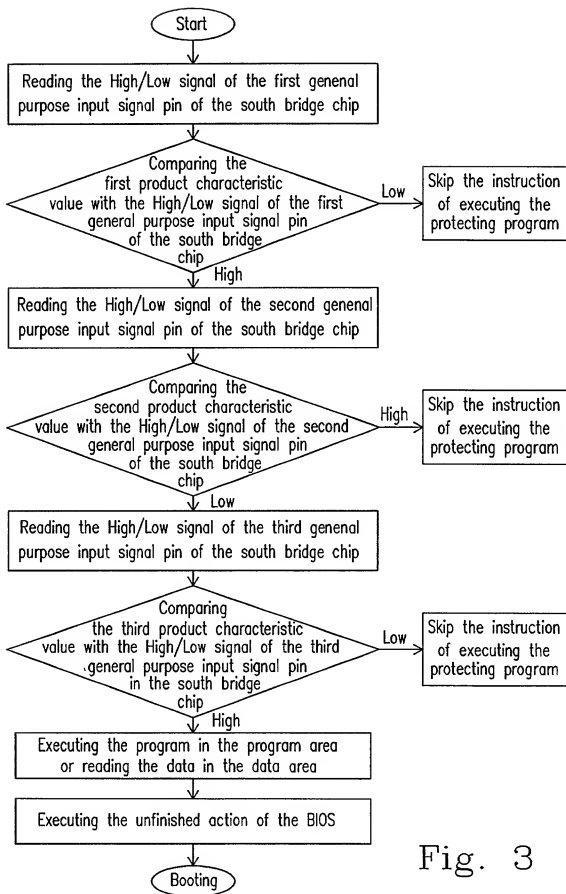 Start
Reading the High/Low signal of the first general
purpose input signal pin of the south bridge chip
Comparing the
first product characteristic
value with the High/Low signal of the first
general purpose input signal pin
of the south bridge
chip
Low
Skip the instruction
of executing the
protecting program
High
Reading the High/Low signal of the second general
purpose input signal pin of the south bridge chip
Comparing the
second product characteristic
value with the High/Low signal of the second
general purpose input signal pin
of the south bridge
chip
High
Skip the instruction
of executing the
protecting program
Low
Reading the High/Low signal of the third general
purpose input signal pin of the south bridge chip
Comparing
the third product characteristic
value with the High/Low signal of the third
general purpose input signal pin
in the south bridge
chip
Low
Skip the instruction
of executing the
protecting program
High
Executing the program in the program area
or reading the data in the data area
Executing the unfinished action of the BIOS
Booting
Fig. 3